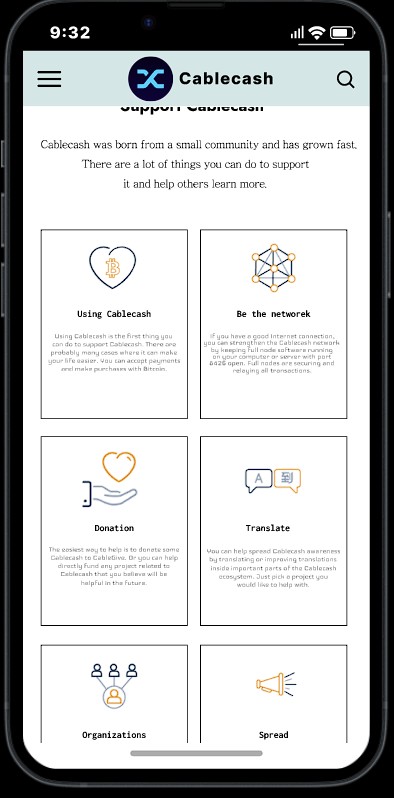 9:32
Cablecash
Support Cablecash
Cablecash was born from a small community and has grown fast.
There are a lot of things you can do to support
it and help others learn more.
Using Cablecash
Using Cablecash is the first thing you
can do to support Cablecash. There are
probably many cases where it can make
your life easier. You can accept payments
and make purchases with Bitcoin.
Be the networek
If you have a good Internet connection,
you can strengthen the Cablecash network
by keeping full node software running
on your computer or server with port
6425 open. Full nodes are securing and
relaying all transactions.
Donation
The easiest way to help is to donate some
Cablecash to CableGivo. Or you can help
directly fund any project related to
Cablecash that you believe will be
helpful in the future.
A
Translate
You can help spread Cablecash awareness
by translating or improving translations
inside important parts of the Cablecash
ecosystem. Just pick a project you
would like to help with.
Organizations
Spread